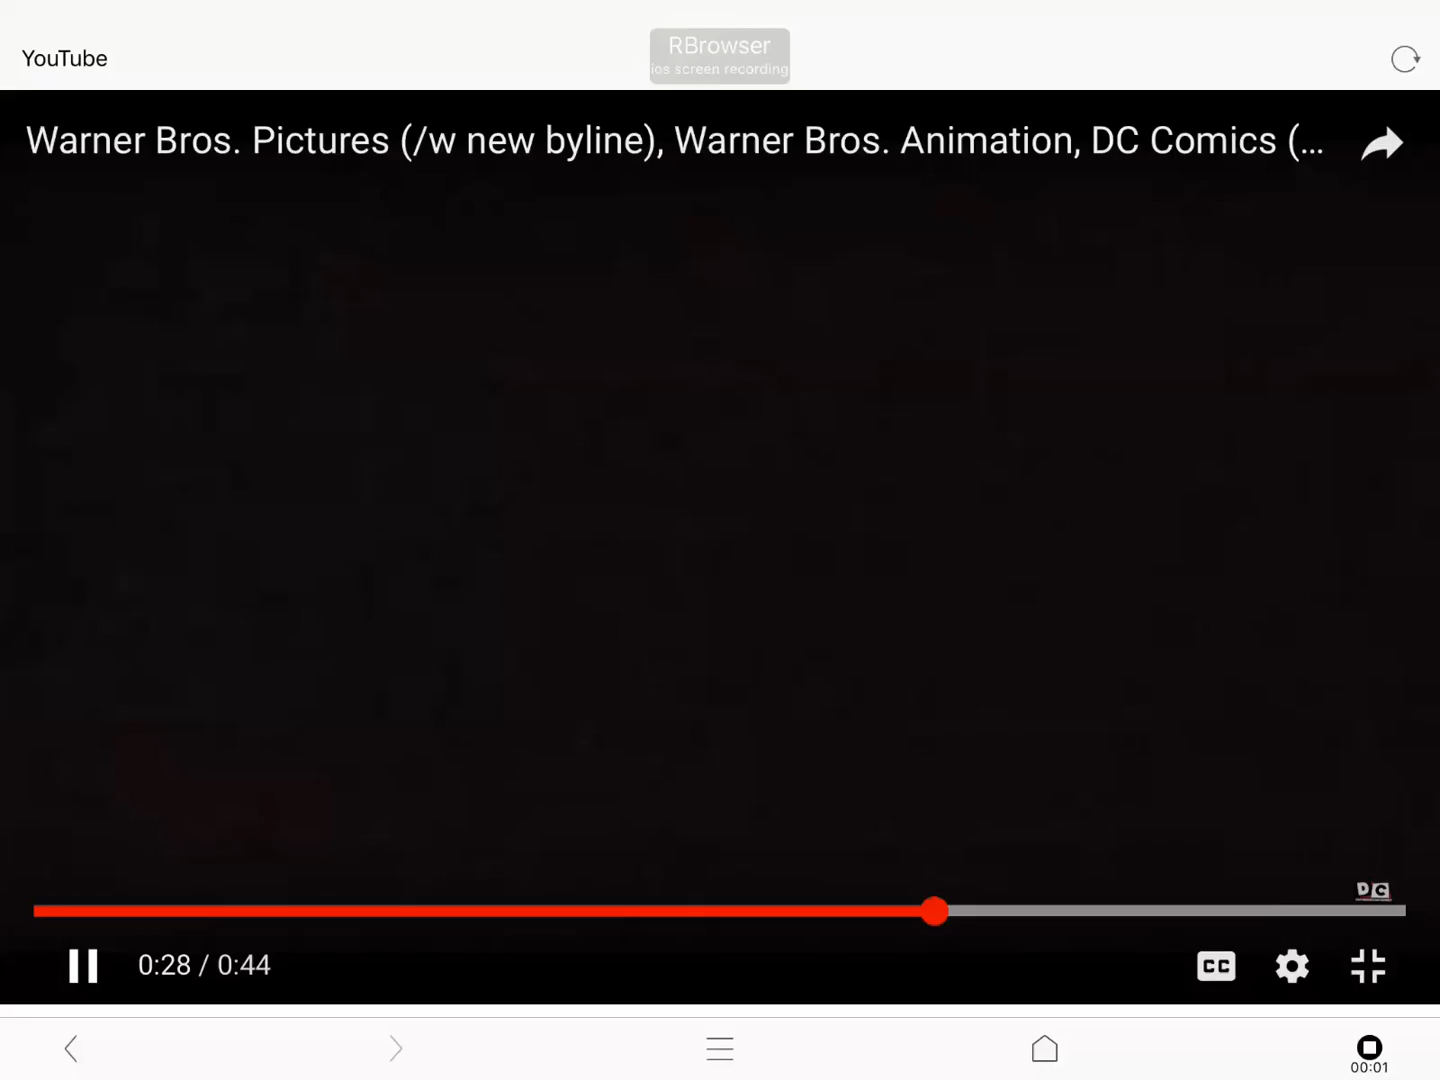 YouTube
RBrowser
ios screen recording
Warner Bros. Pictures (/w new byline), Warner Bros. Animation, DC Comics (...
DC
0:28 / 0:44
CC
00:01